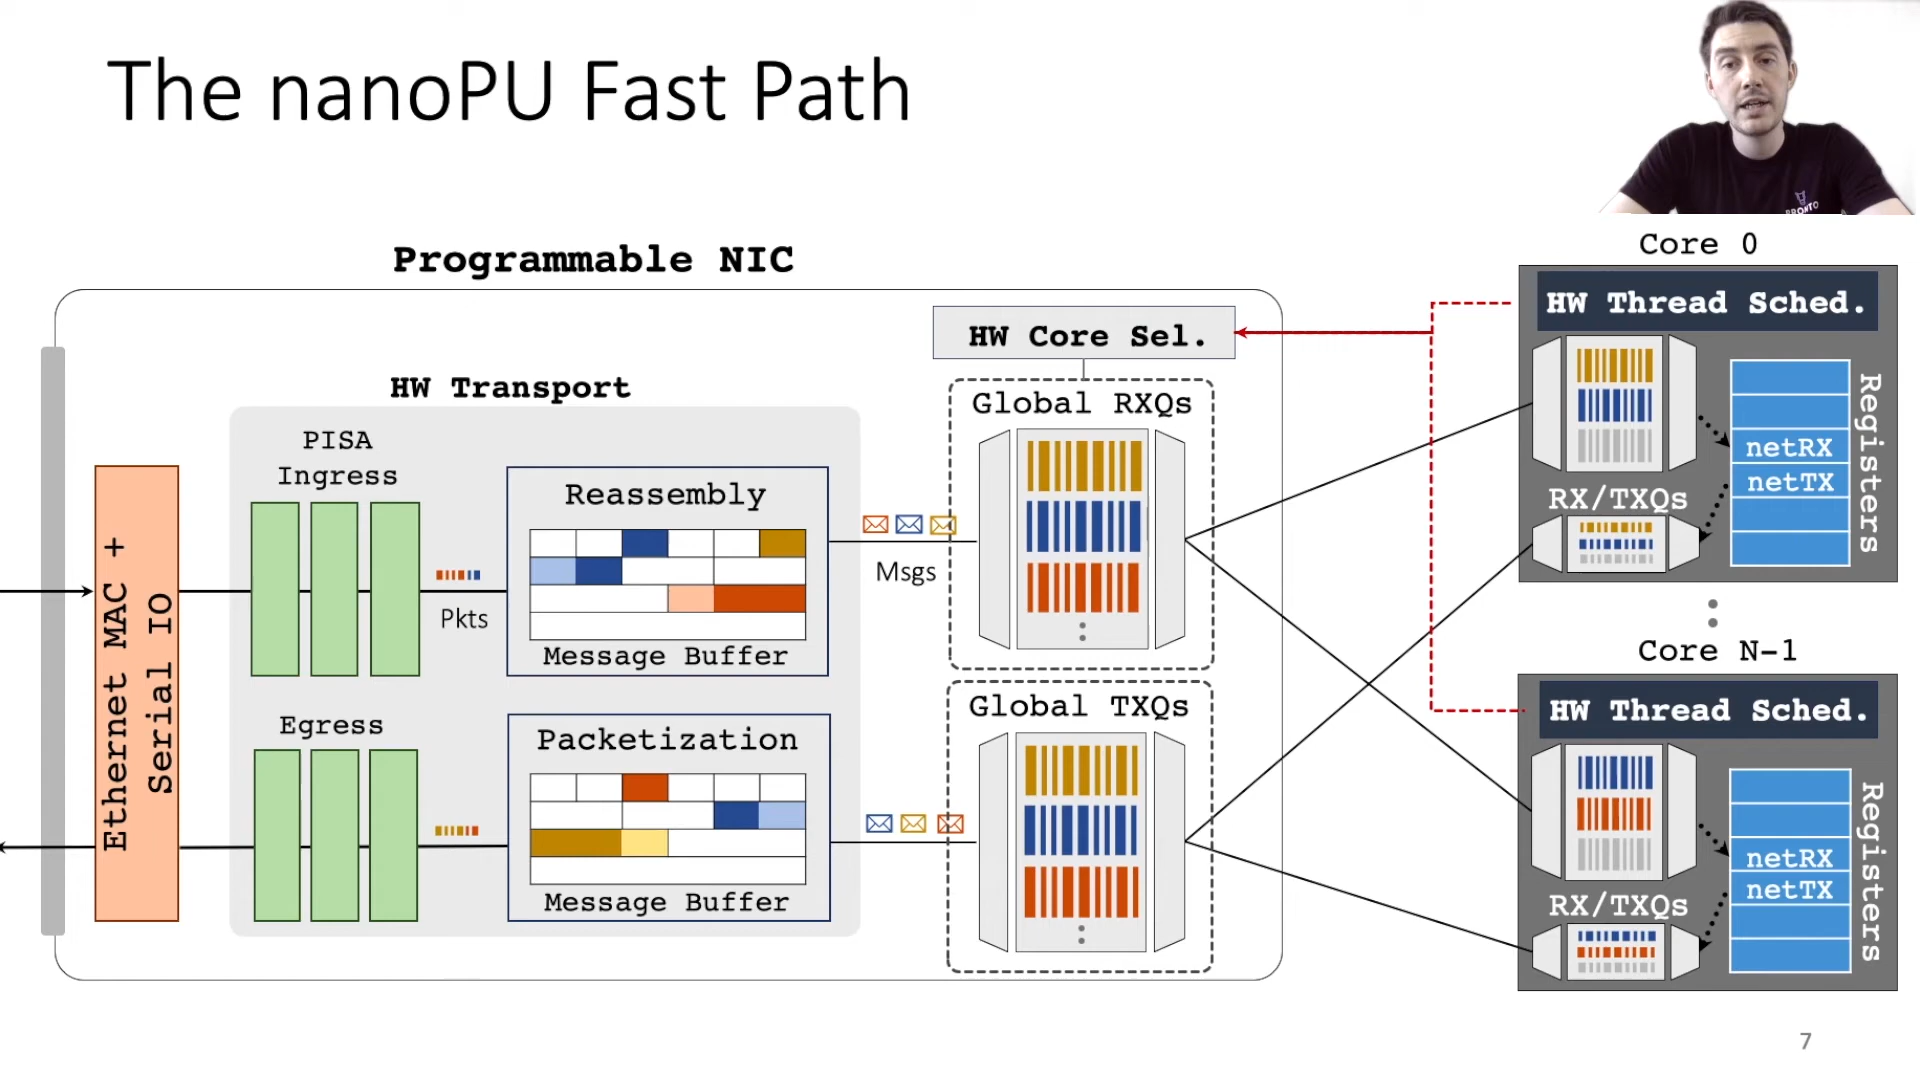 The nanoPU Fast Path
BRONTO
Programmable NIC
HW Core Sel.
HW Transport
PISA
Ingress
Reassembly
Message Buffer
Pkts
Msgs
Egress
Packetization
Message Buffer
Ethernet MAC +
Serial IO
Global RXQs
Global TXQs
Core 0
HW Thread Sched.
netRX
netTX
RX/TXQs
Registers
Core N-1
HW Thread Sched.
netRX
netTX
RX/TXQs
Registers
7